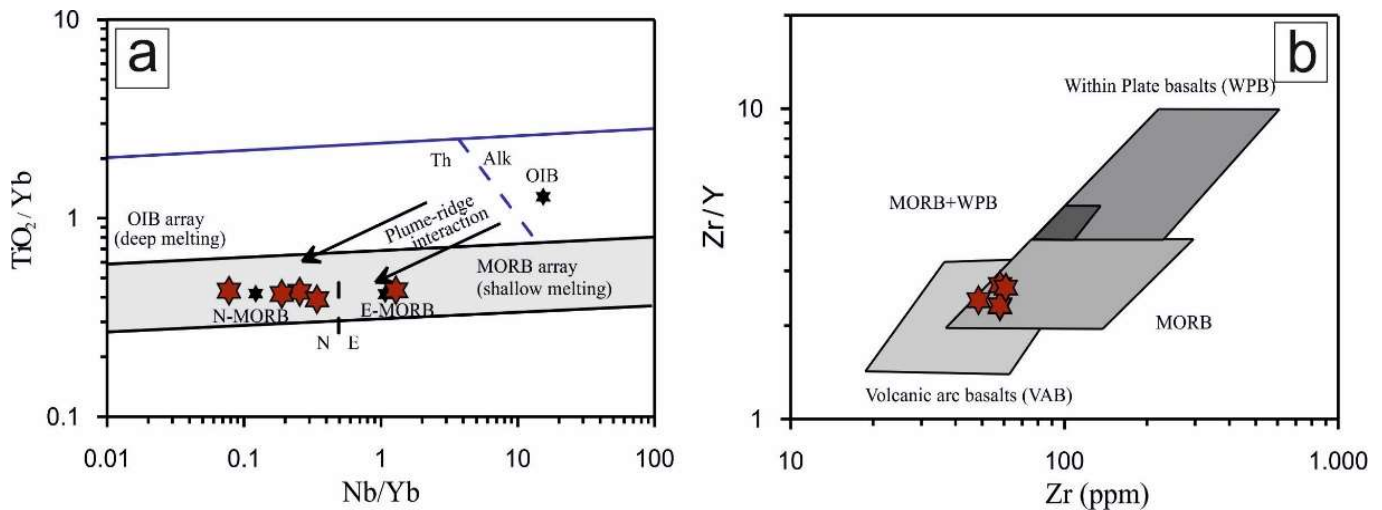 a
10
1
0.1
TiO₂/Yb
0.01
0.1
1
10
100
Nb/Yb
Th
Alk
OIB
OIB array
(deep melting)
Plume-ridge
interaction
MORB array
(shallow melting)
N-MORB
E-MORB
N
E
b
10
1
Zr/Y
10
100
1.000
Zr (ppm)
Within Plate basalts (WPB)
MORB+WPB
MORB
Volcanic arc basalts (VAB)